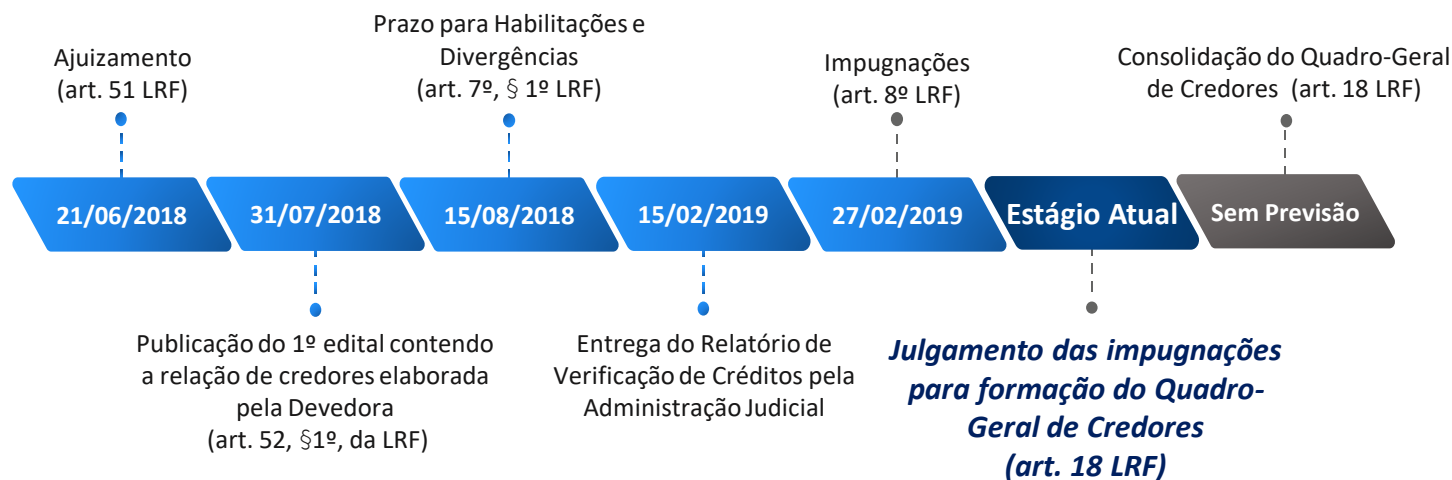 Ajuizamento
(art. 51 LRF)
Prazo para Habilitações e
Divergências
(art. 7º, § 1º LRF)
Impugnações
(art. 8º LRF)
Consolidação do Quadro-Geral
de Credores (art. 18 LRF)
21/06/2018
31/07/2018
15/08/2018
15/02/2019
27/02/2019
Estágio Atual
Sem Previsão
Publicação do 1º edital contendo
a relação de credores elaborada
pela Devedora
(art. 52, §1º, da LRF)
Entrega do Relatório de
Verificação de Créditos pela
Administração Judicial
Julgamento das impugnações
para formação do Quadro-
Geral de Credores
(art. 18 LRF)